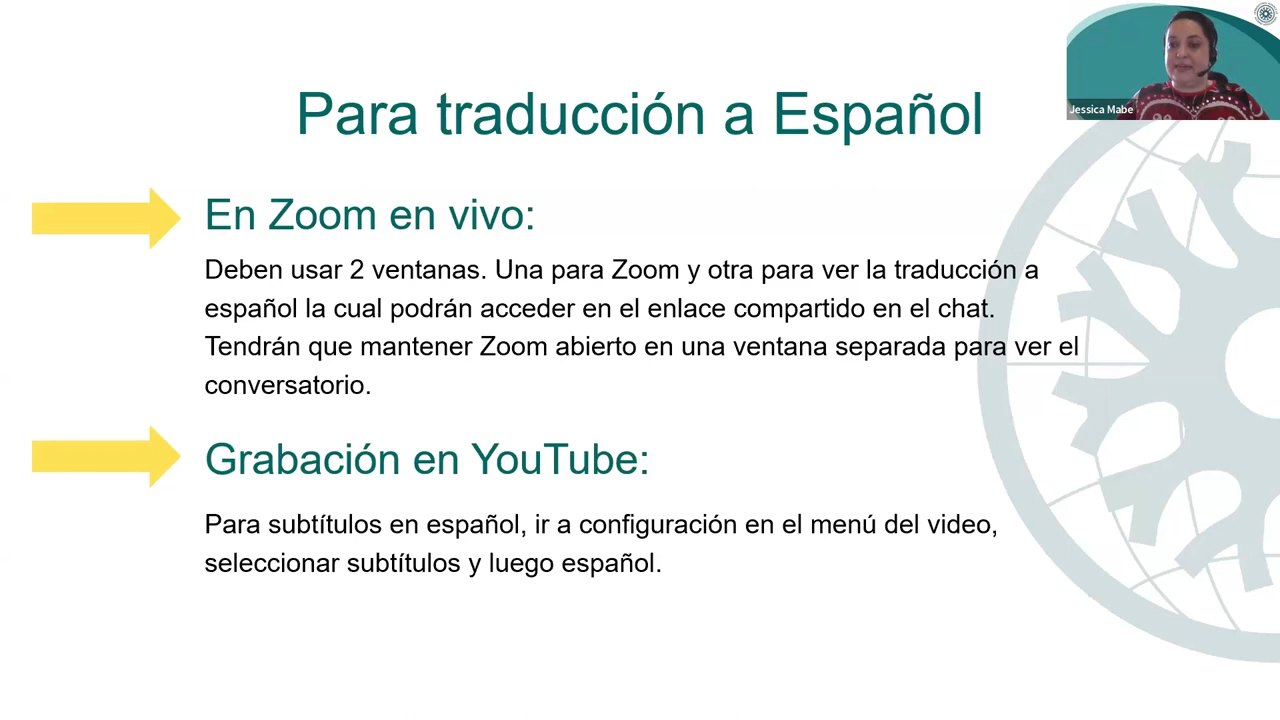 Para traducción a Español
Jessica Mabe
En Zoom en vivo:
Deben usar 2 ventanas. Una para Zoom y otra para ver la traducción a
español la cual podrán acceder en el enlace compartido en el chat.
Tendrán que mantener Zoom abierto en una ventana separada para ver el
conversatorio.
Grabación en YouTube:
Para subtítulos en español, ir a configuración en el menú del video,
seleccionar subtítulos y luego español.